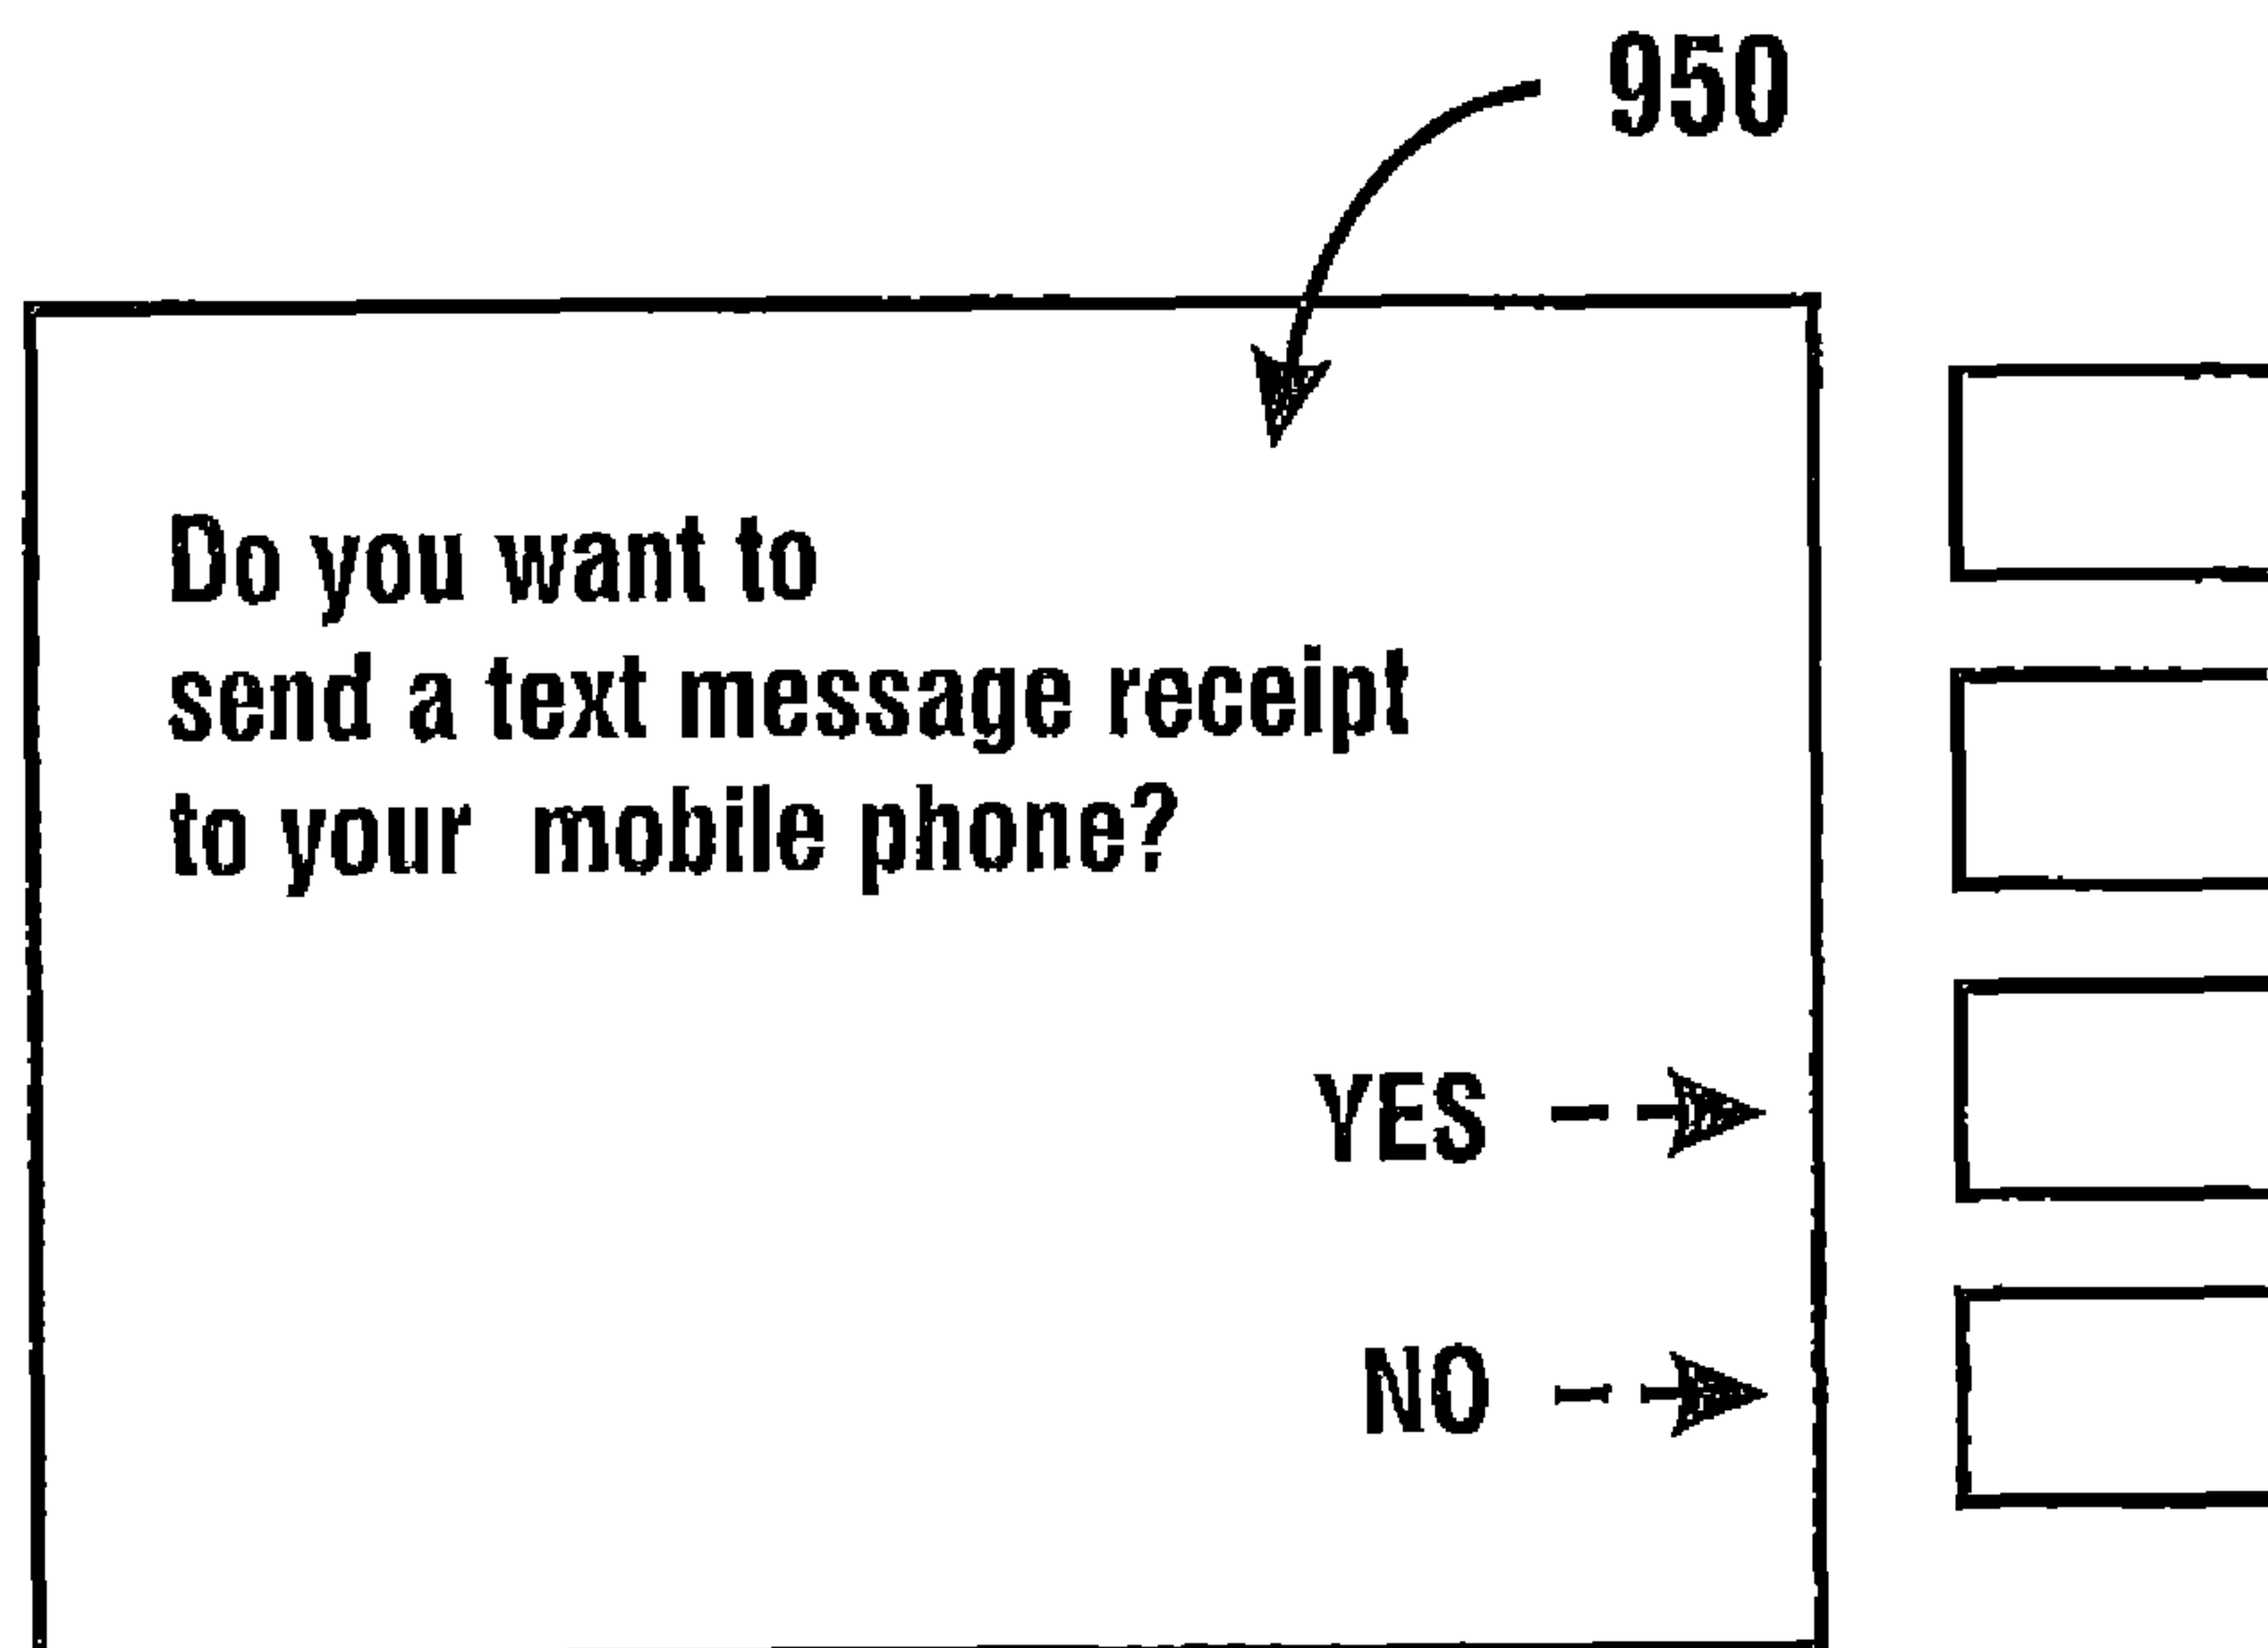 950
Do you want to
send a text message receipt
to your mobile phone?
YES
NO